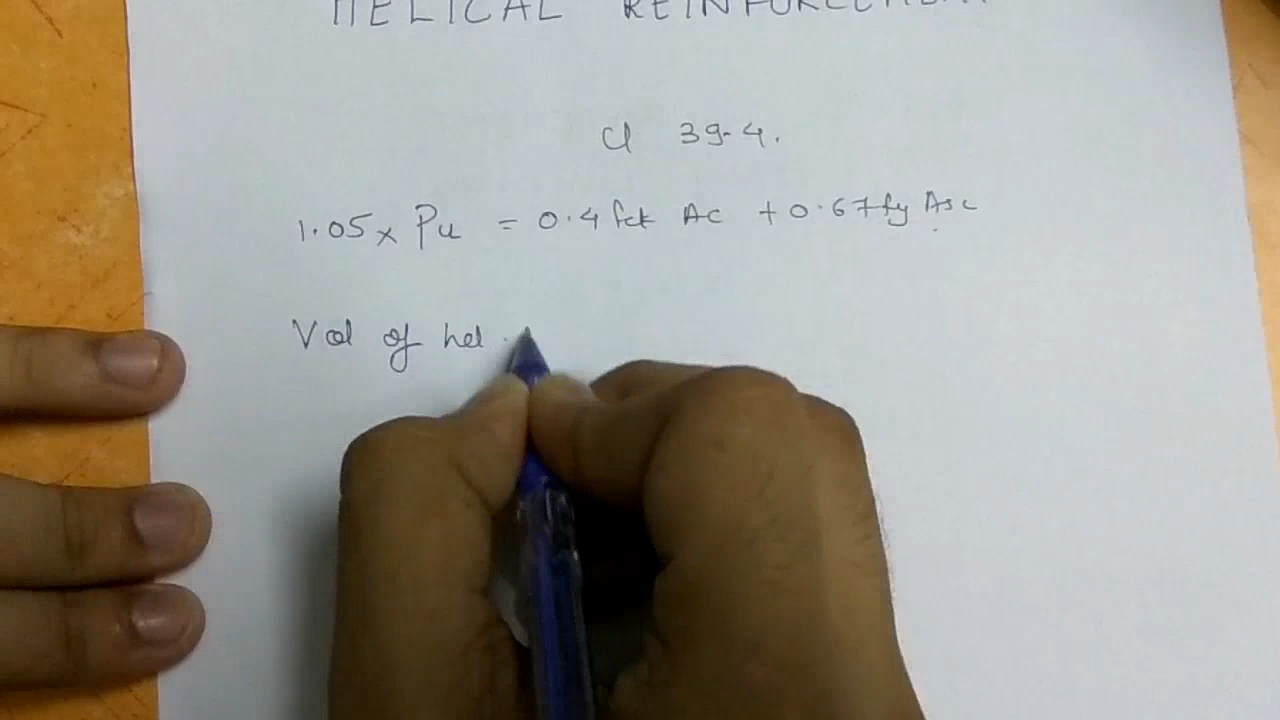 HELICAL REINFORCEMENT
Cl 39.4.
1.05 x Pu = 0.4 fck Ac + 0.67 fy Asc
Vol of hel.